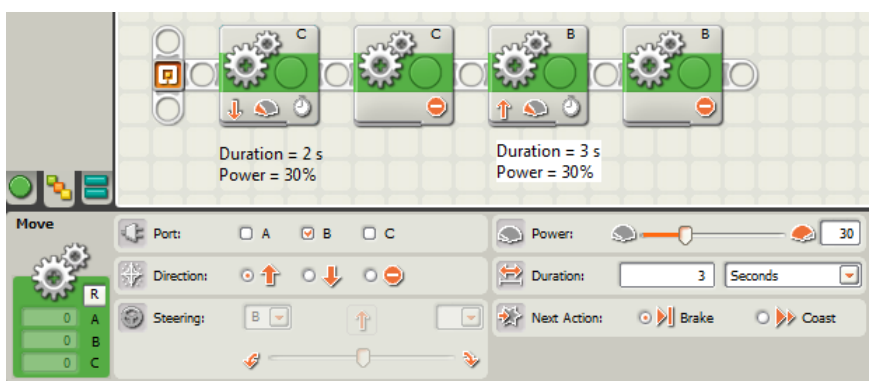 C
C
B
B
Duration = 2 s
Power = 30%
Duration = 3 s
Power = 30%
Move
R
0 A
0 B
0 C
Port:
A B C
Direction:
Steering:
B
Power:
30
Duration:
3 Seconds
Next Action:
Brake Coast